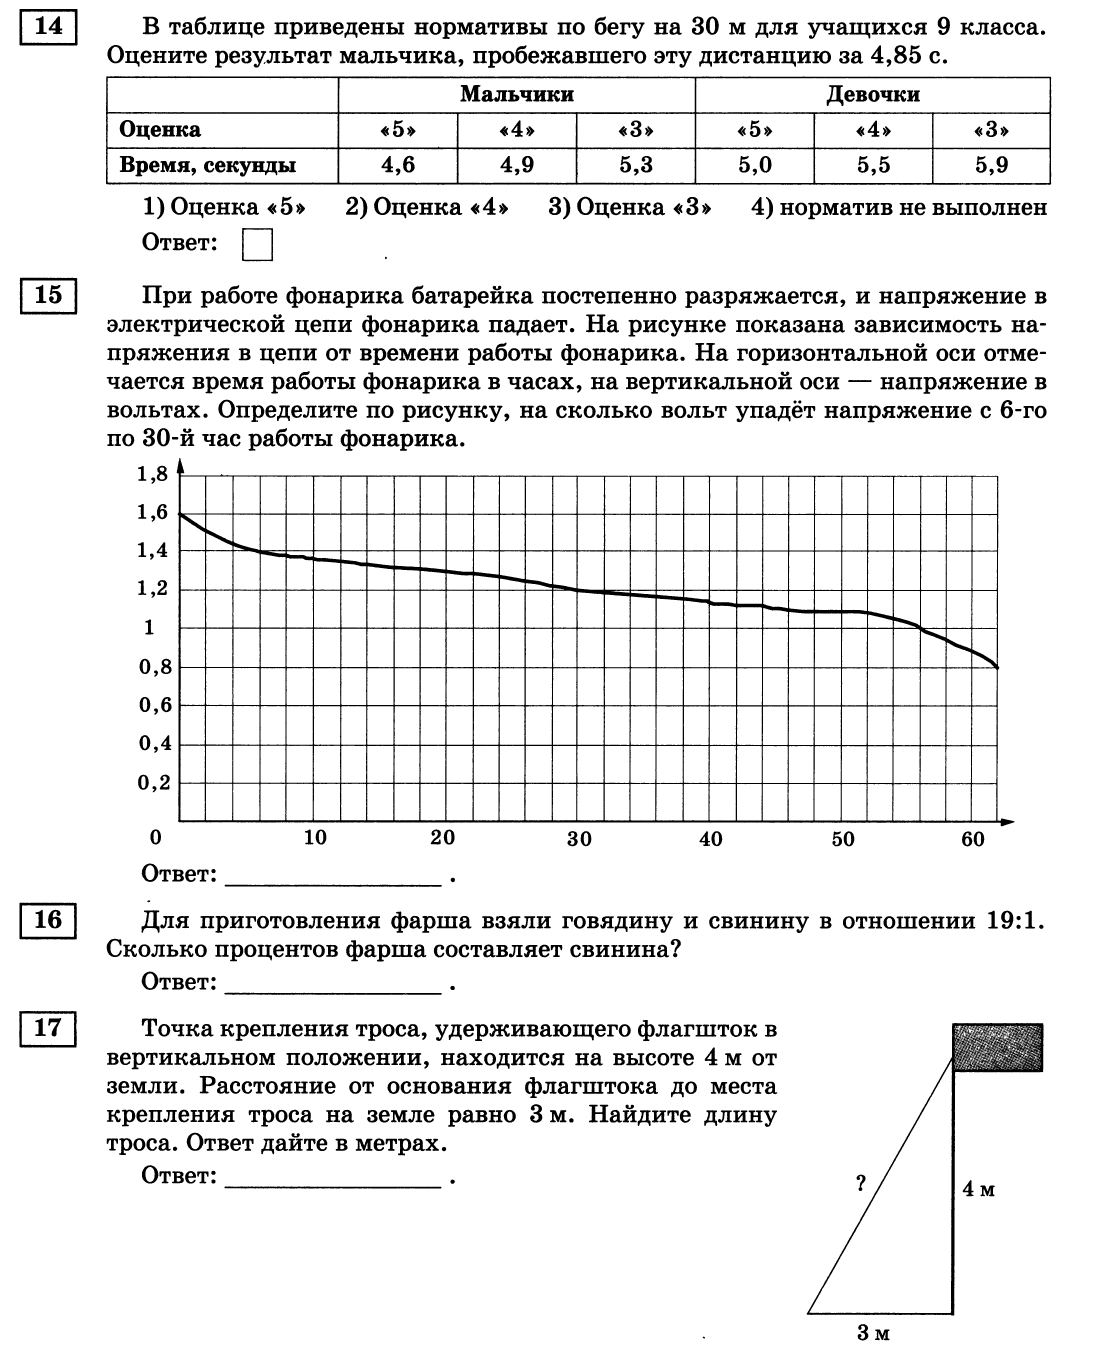 14 В таблице приведены нормативы по бегу на 30 м для учащихся 9 класса.
Оцените результат мальчика, пробежавшего эту дистанцию за 4,85 с.
Мальчики Девочки
Оценка «5» «4» «3» «5» «4» «3»
Время, секунды 4,6 4,9 5,3 5,0 5,5 5,9
1) Оценка «5» 2) Оценка «4» 3) Оценка «3» 4) норматив не выполнен
Ответ:
15 При работе фонарика батарейка постепенно разряжается, и напряжение в
электрической цепи фонарика падает. На рисунке показана зависимость на-
пряжения в цепи от времени работы фонарика. На горизонтальной оси отме-
чается время работы фонарика в часах, на вертикальной оси — напряжение в
вольтах. Определите по рисунку, на сколько вольт упадёт напряжение с 6-го
по 30-й час работы фонарика.
1,8
1,6
1,4
1,2
1
0,8
0,6
0,4
0,2
0 10 20 30 40 50 60
Ответ: .
16 Для приготовления фарша взяли говядину и свинину в отношении 19:1.
Сколько процентов фарша составляет свинина?
Ответ: .
17 Точка крепления троса, удерживающего флагшток в
вертикальном положении, находится на высоте 4 м от
земли. Расстояние от основания флагштока до места
крепления троса на земле равно 3 м. Найдите длину
троса. Ответ дайте в метрах.
Ответ: .
?
4 м
3 м